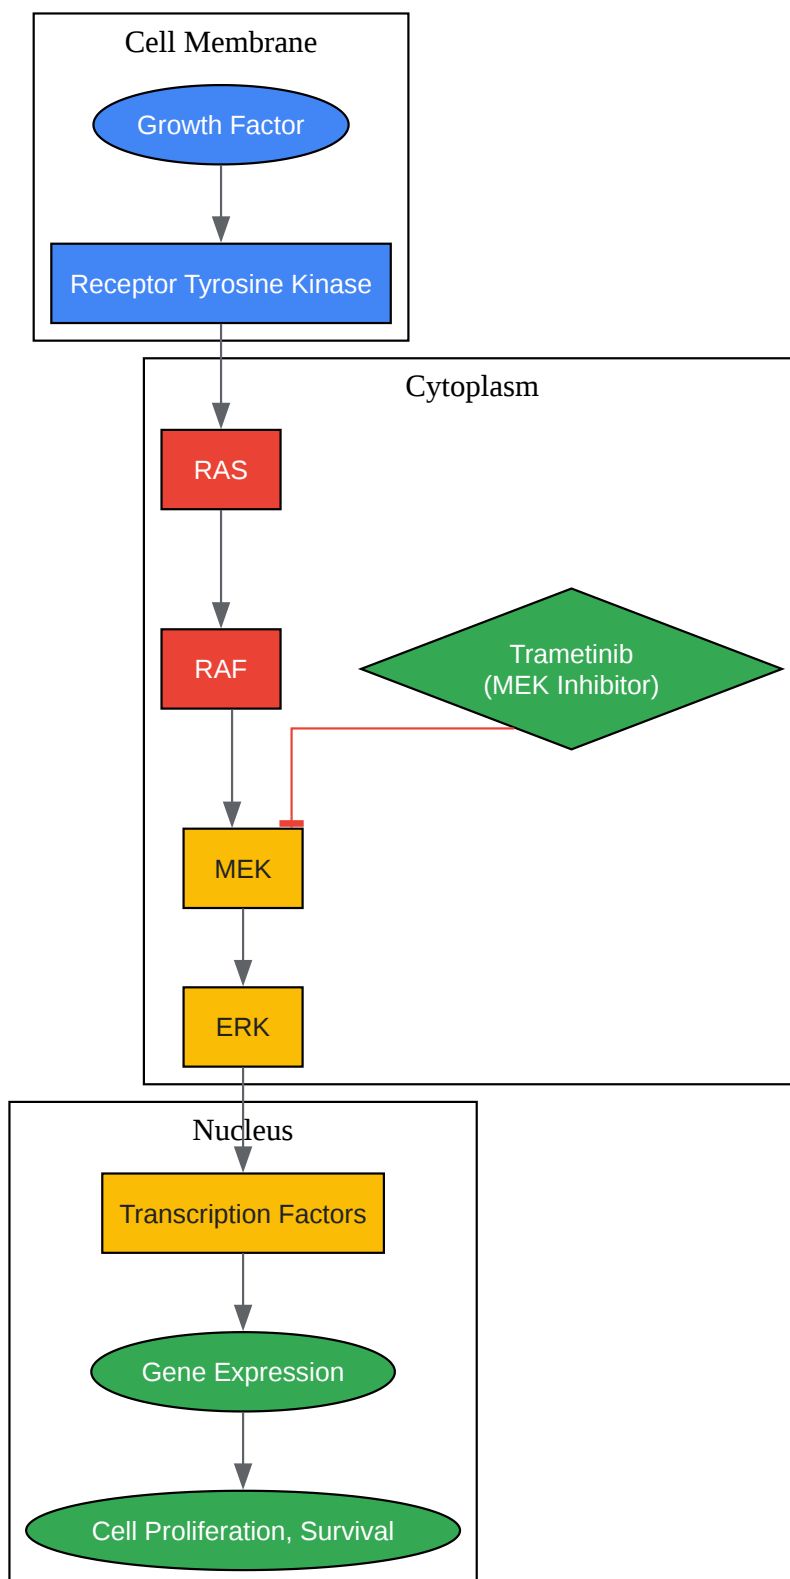 Cell Membrane
Growth Factor
Receptor Tyrosine Kinase
Cytoplasm
RAS
RAF
Trametinib
(MEK Inhibitor)
MEK
ERK
Nucleus
Transcription Factors
Gene Expression
Cell Proliferation, Survival